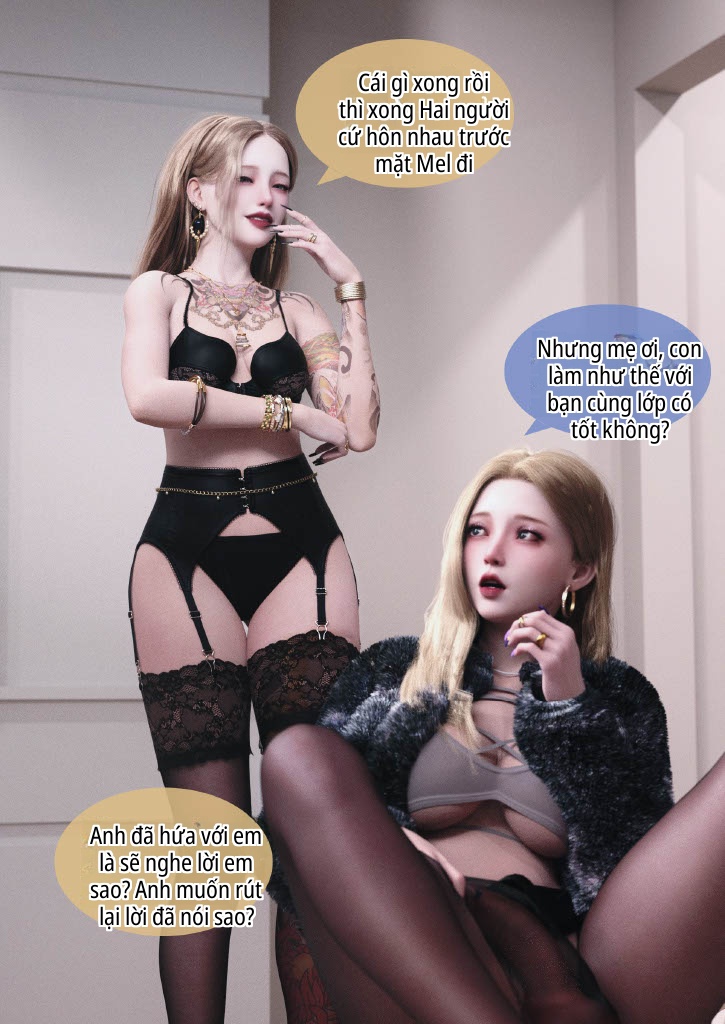 Cái gì xong rồi
thì xong Hai người
cứ hôn nhau trước
mặt Mel đi
Nhưng mẹ ơi, con
làm như thế với
bạn cùng lớp có
tốt không?
Anh đã hứa với em
là sẽ nghe lời em
sao? Anh muốn rút
lại lời đã nói sao?